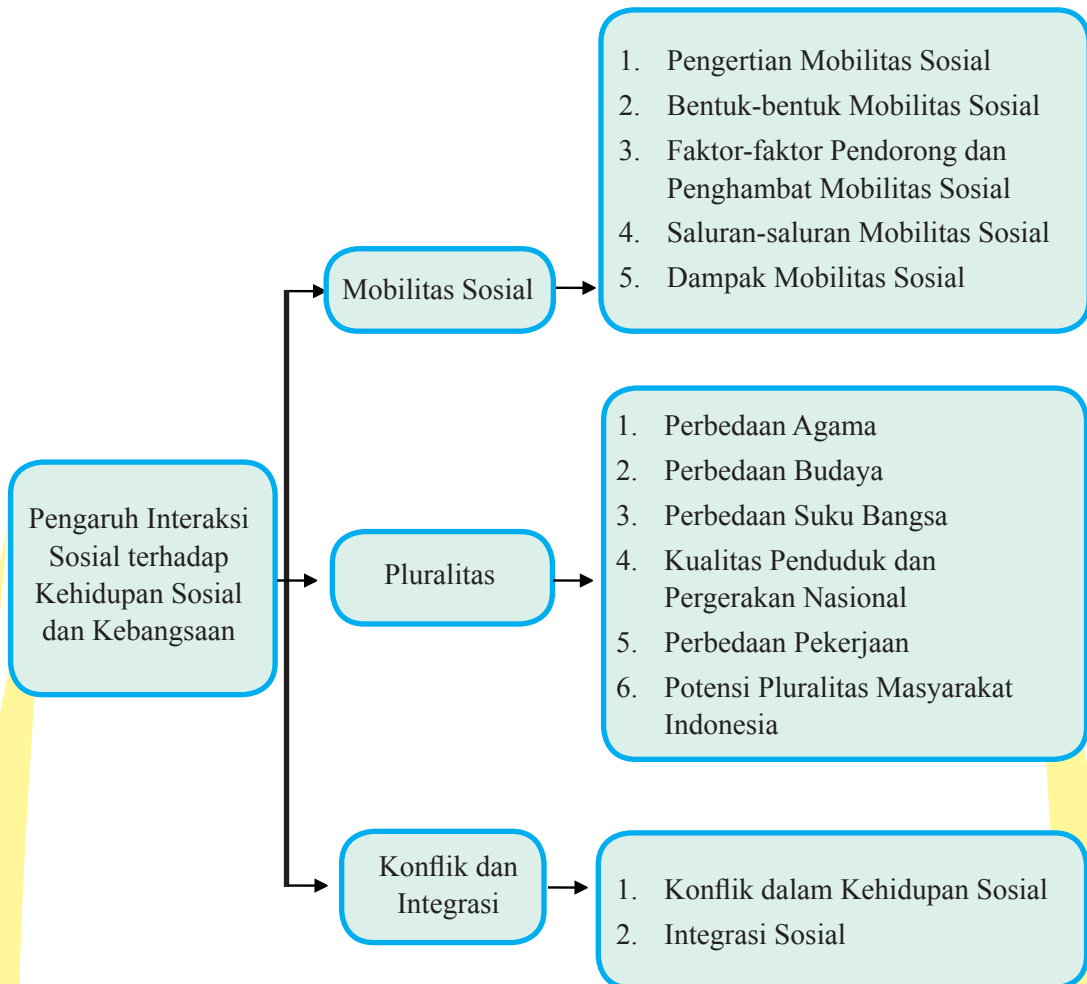 Pengaruh Interaksi
Sosial terhadap
Kehidupan Sosial
dan Kebangsaan
Mobilitas Sosial
1. Pengertian Mobilitas Sosial
2. Bentuk-bentuk Mobilitas Sosial
3. Faktor-faktor Pendorong dan
Penghambat Mobilitas Sosial
4. Saluran-saluran Mobilitas Sosial
5. Dampak Mobilitas Sosial
Pluralitas
1. Perbedaan Agama
2. Perbedaan Budaya
3. Perbedaan Suku Bangsa
4. Kualitas Penduduk dan
Pergerakan Nasional
5. Perbedaan Pekerjaan
6. Potensi Pluralitas Masyarakat
Indonesia
Konflik dan
Integrasi
1. Konflik dalam Kehidupan Sosial
2. Integrasi Sosial